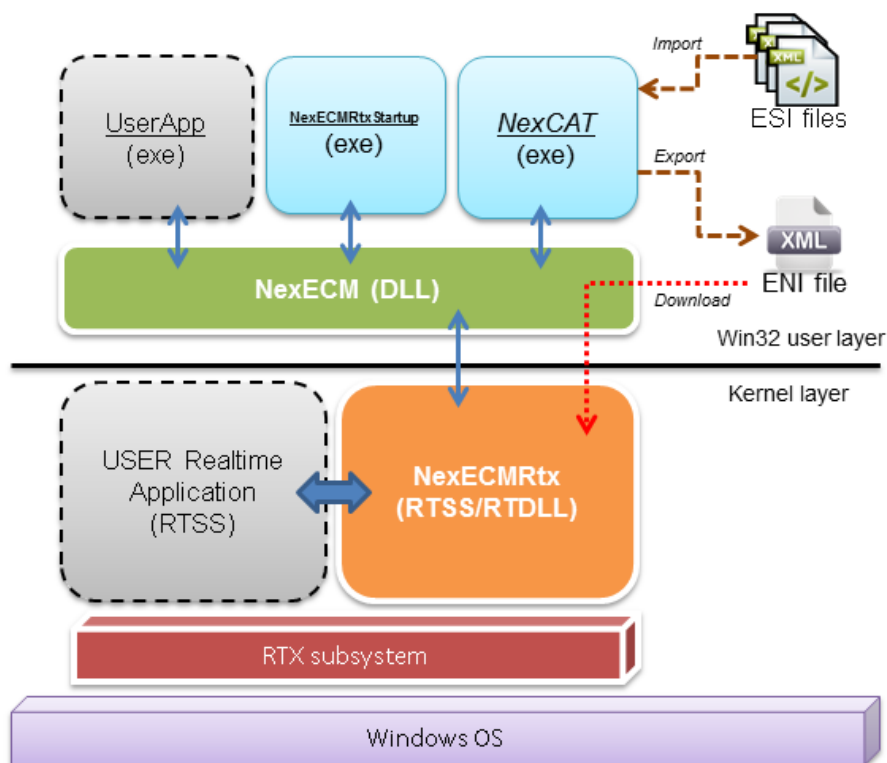 Import
XML
</>
ESI files
UserApp
(exe)
NexECMRtxStartup
(exe)
NexCAT
(exe)
Export
XML
ENI file
NexECM (DLL)
Download
Win32 user layer
Kernel layer
USER Realtime
Application
(RTSS)
NexECMRtx
(RTSS/RTDLL)
RTX subsystem
Windows OS